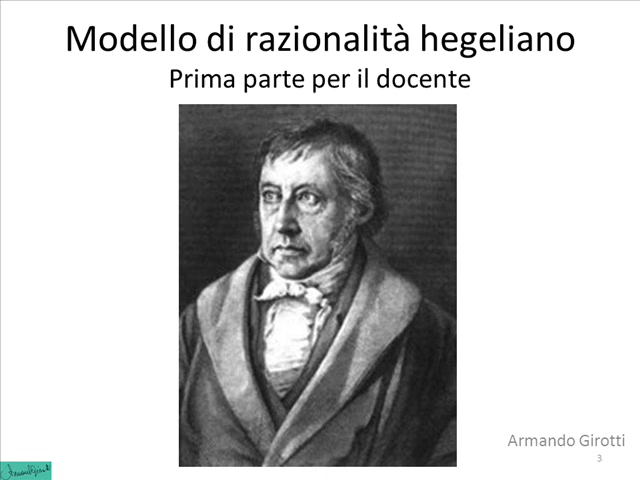 Modello di razionalità hegeliano
Prima parte per il docente
Armando Girotti
3